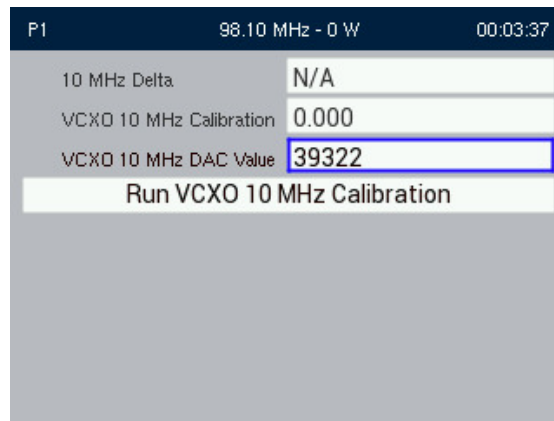 P1 98.10 MHz - 0 W 00:03:37
10 MHz Delta N/A
VCXO 10 MHz Calibration 0.000
VCXO 10 MHz DAC Value 39322
Run VCXO 10 MHz Calibration